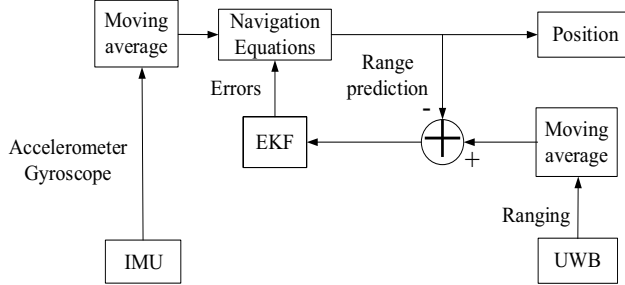 Moving
average
Navigation
Equations
Position
Errors
Range
prediction
-
EKF
+
Moving
average
Accelerometer
Gyroscope
Ranging
IMU
UWB